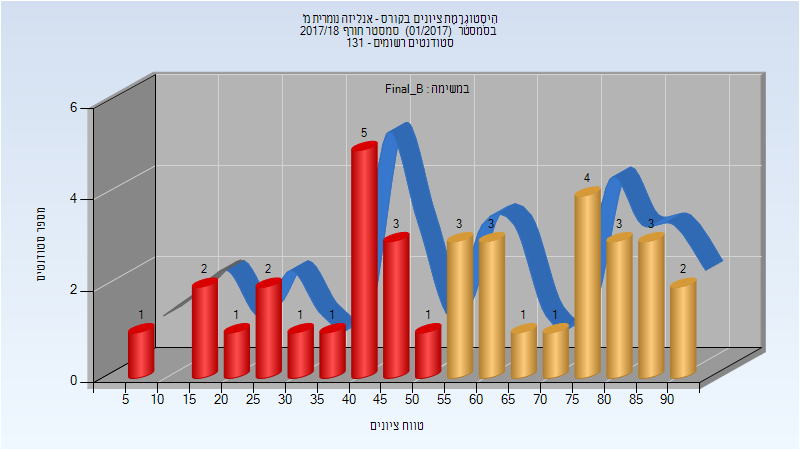 הִיסטוֹגרַמַת ציונים בקורס - אנליזה נומרית מ'
בסמסטר (01/2017) סמסטר חורף 2017/18
סטודנטים רשומים - 131
במשימה : Final_B
מספר סטודנטים
6
4
2
0
1 2 1 2 1 1 5 3 1 3 3 1 1 4 3 3 2
5 10 15 20 25 30 35 40 45 50 55 60 65 70 75 80 85 90
טווח ציונים